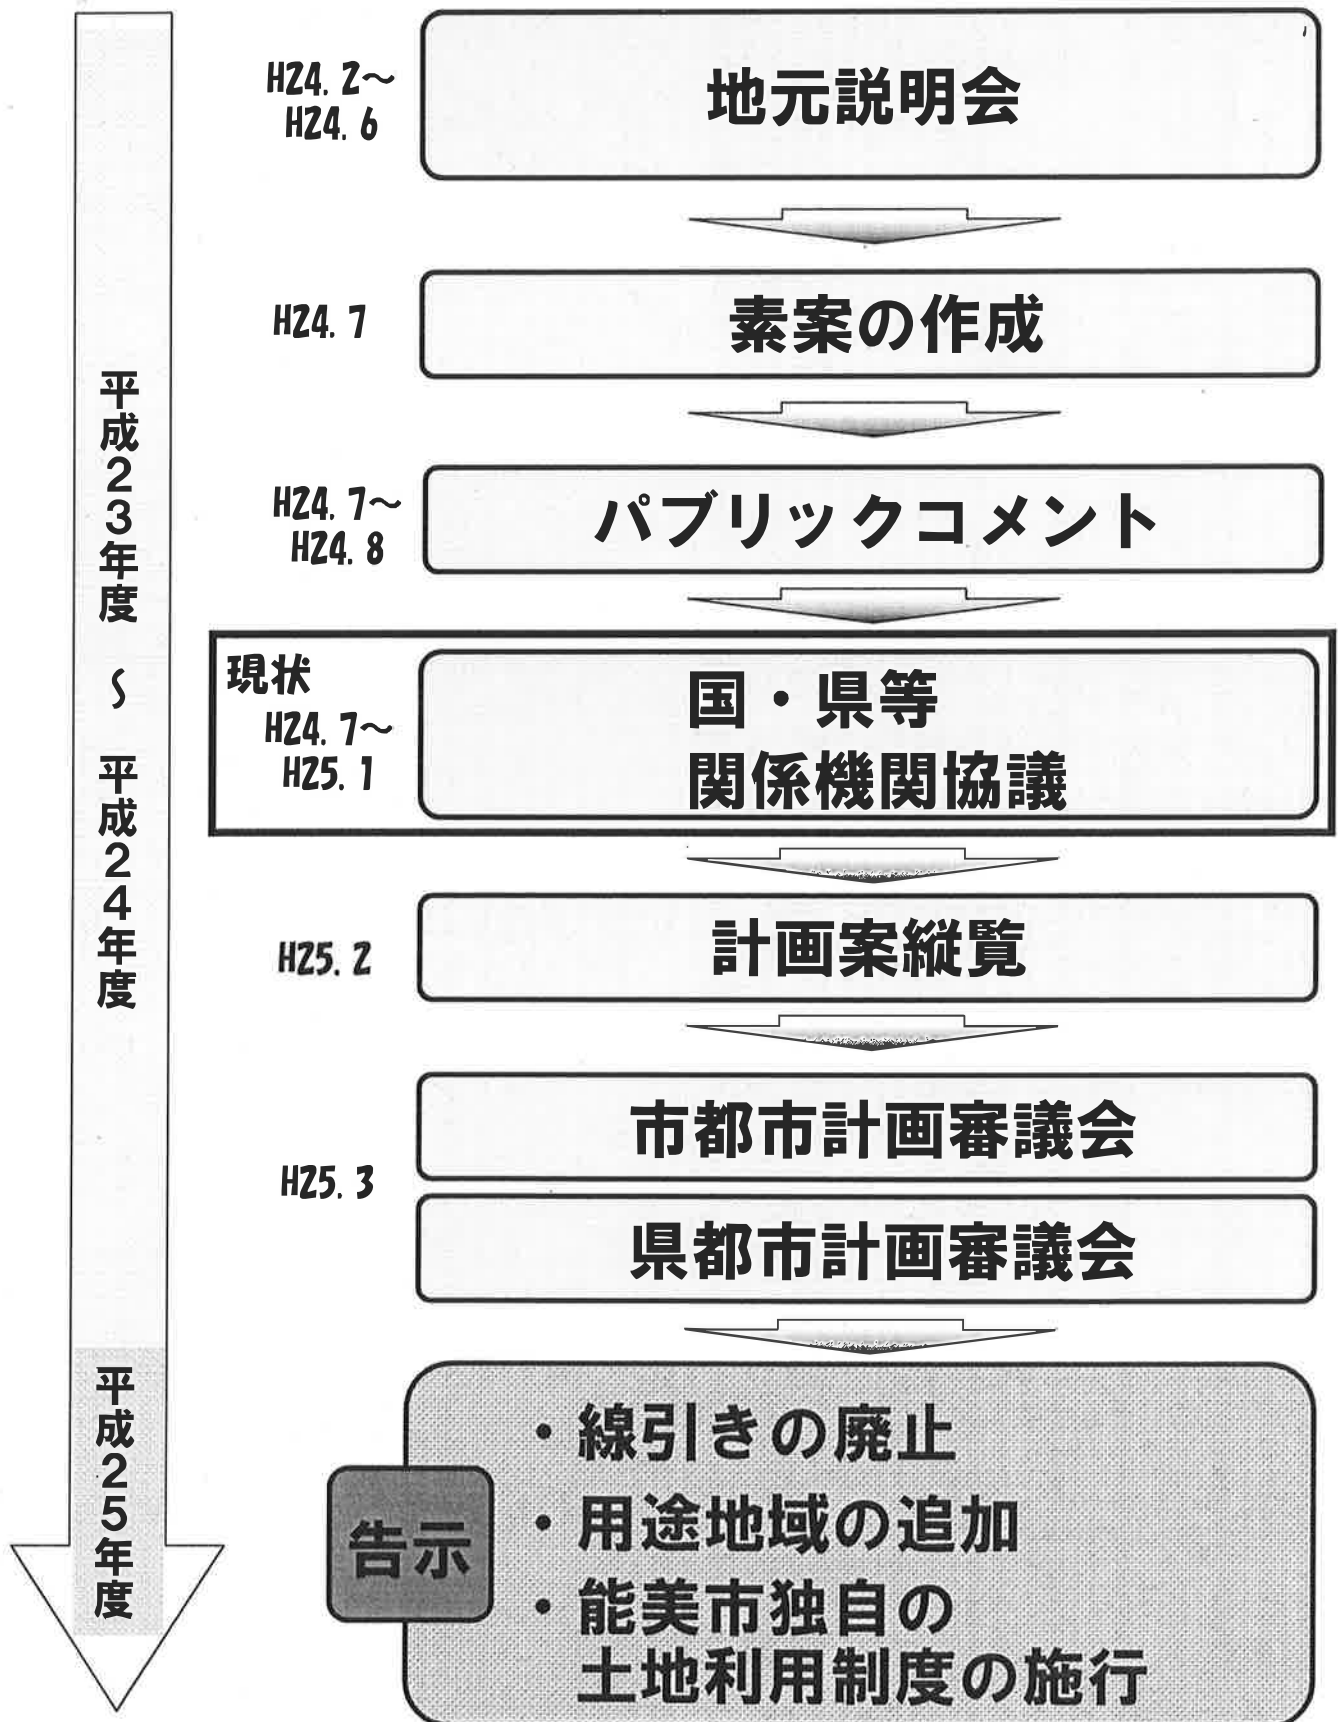 平成23年度 ～ 平成24年度
平成25年度
H24. 2～
H24. 6
地元説明会
H24. 7
素案の作成
H24. 7～
H24. 8
パブリックコメント
現状
H24. 7～
H25. 1
国・県等
関係機関協議
H25. 2
計画案縦覧
H25. 3
市都市計画審議会
県都市計画審議会
告示
・線引きの廃止
・用途地域の追加
・能美市独自の
土地利用制度の施行